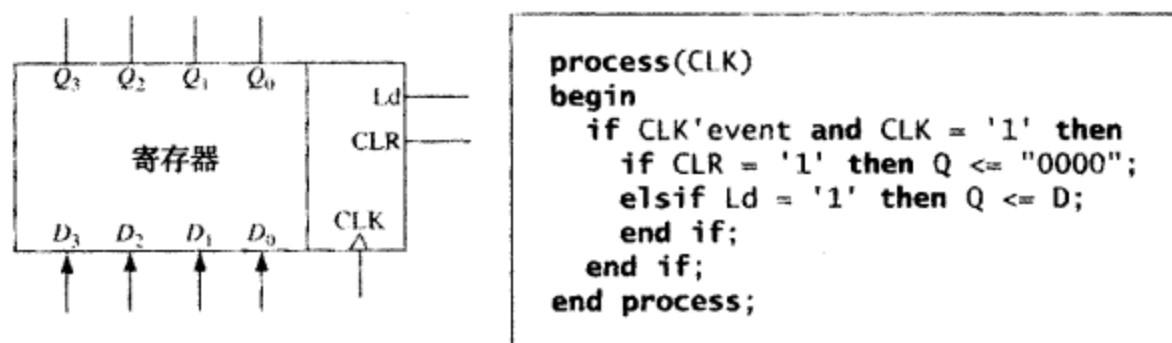 Q3 Q2 Q1 Q0
Ld
CLR
寄存器
CLK
D3 D2 D1 D0
process(CLK)
begin
if CLK'event and CLK = '1' then
if CLR = '1' then Q <= "0000";
elsif Ld = '1' then Q <= D;
end if;
end if;
end process;